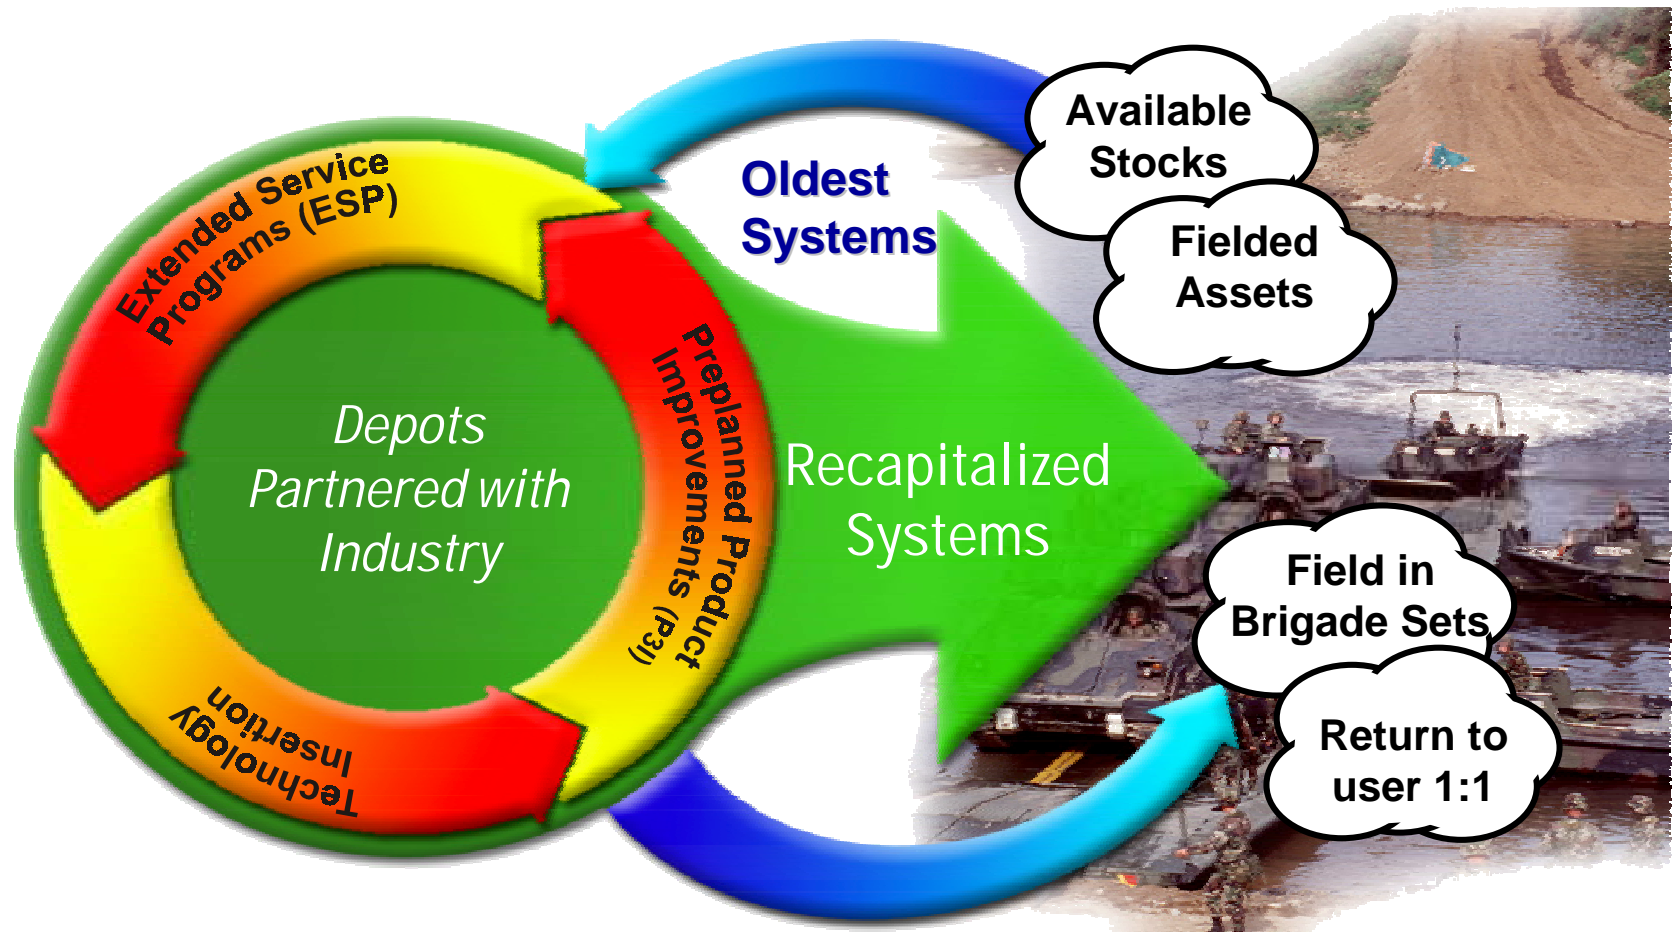 Available
Stocks
Oldest
Systems
Fielded
Assets
Extended Service
Programs (ESP)
Preplanned Product
Improvements (P3I)
Depots
Partnered with
Industry
Recapitalized
Systems
Technology
Insertion
Field in
Brigade Sets
Return to
user 1:1